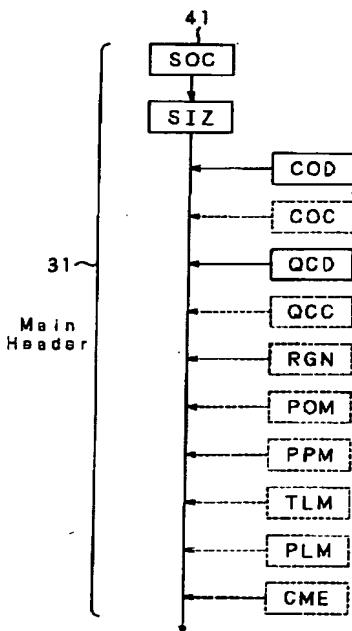 41
SOC
SIZ
COD
COC
31
QCD
Main
Header
QCC
RGN
POM
PPM
TLM
PLM
CME